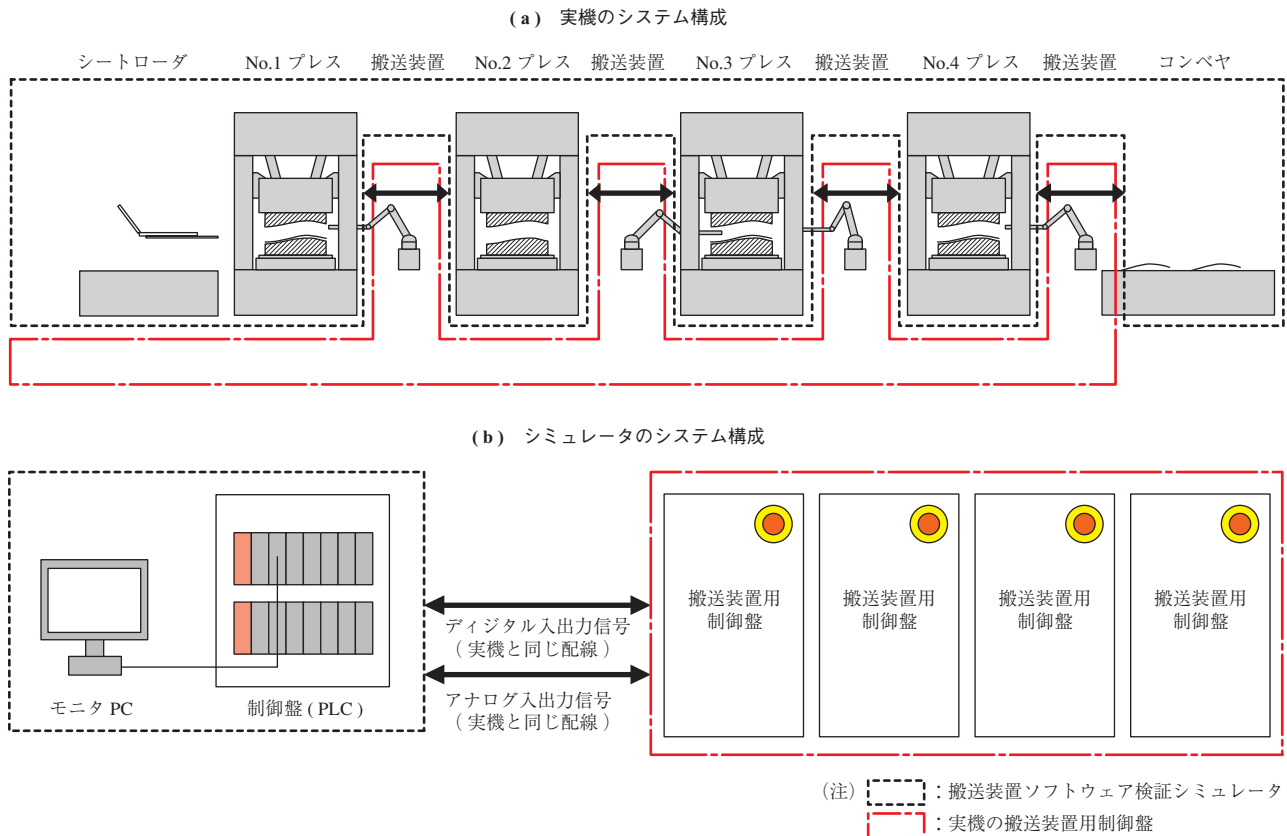 ( a ) 実機のシステム構成
シートローダ No.1 プレス 搬送装置 No.2 プレス 搬送装置 No.3 プレス 搬送装置 No.4 プレス 搬送装置 コンベヤ
( b ) シミュレータのシステム構成
モニタ PC
制御盤 ( PLC )
ディジタル入出力信号
( 実機と同じ配線 )
アナログ入出力信号
( 実機と同じ配線 )
搬送装置用
制御盤
搬送装置用
制御盤
搬送装置用
制御盤
搬送装置用
制御盤
(注) : 搬送装置ソフトウェア検証シミュレータ
: 実機の搬送装置用制御盤